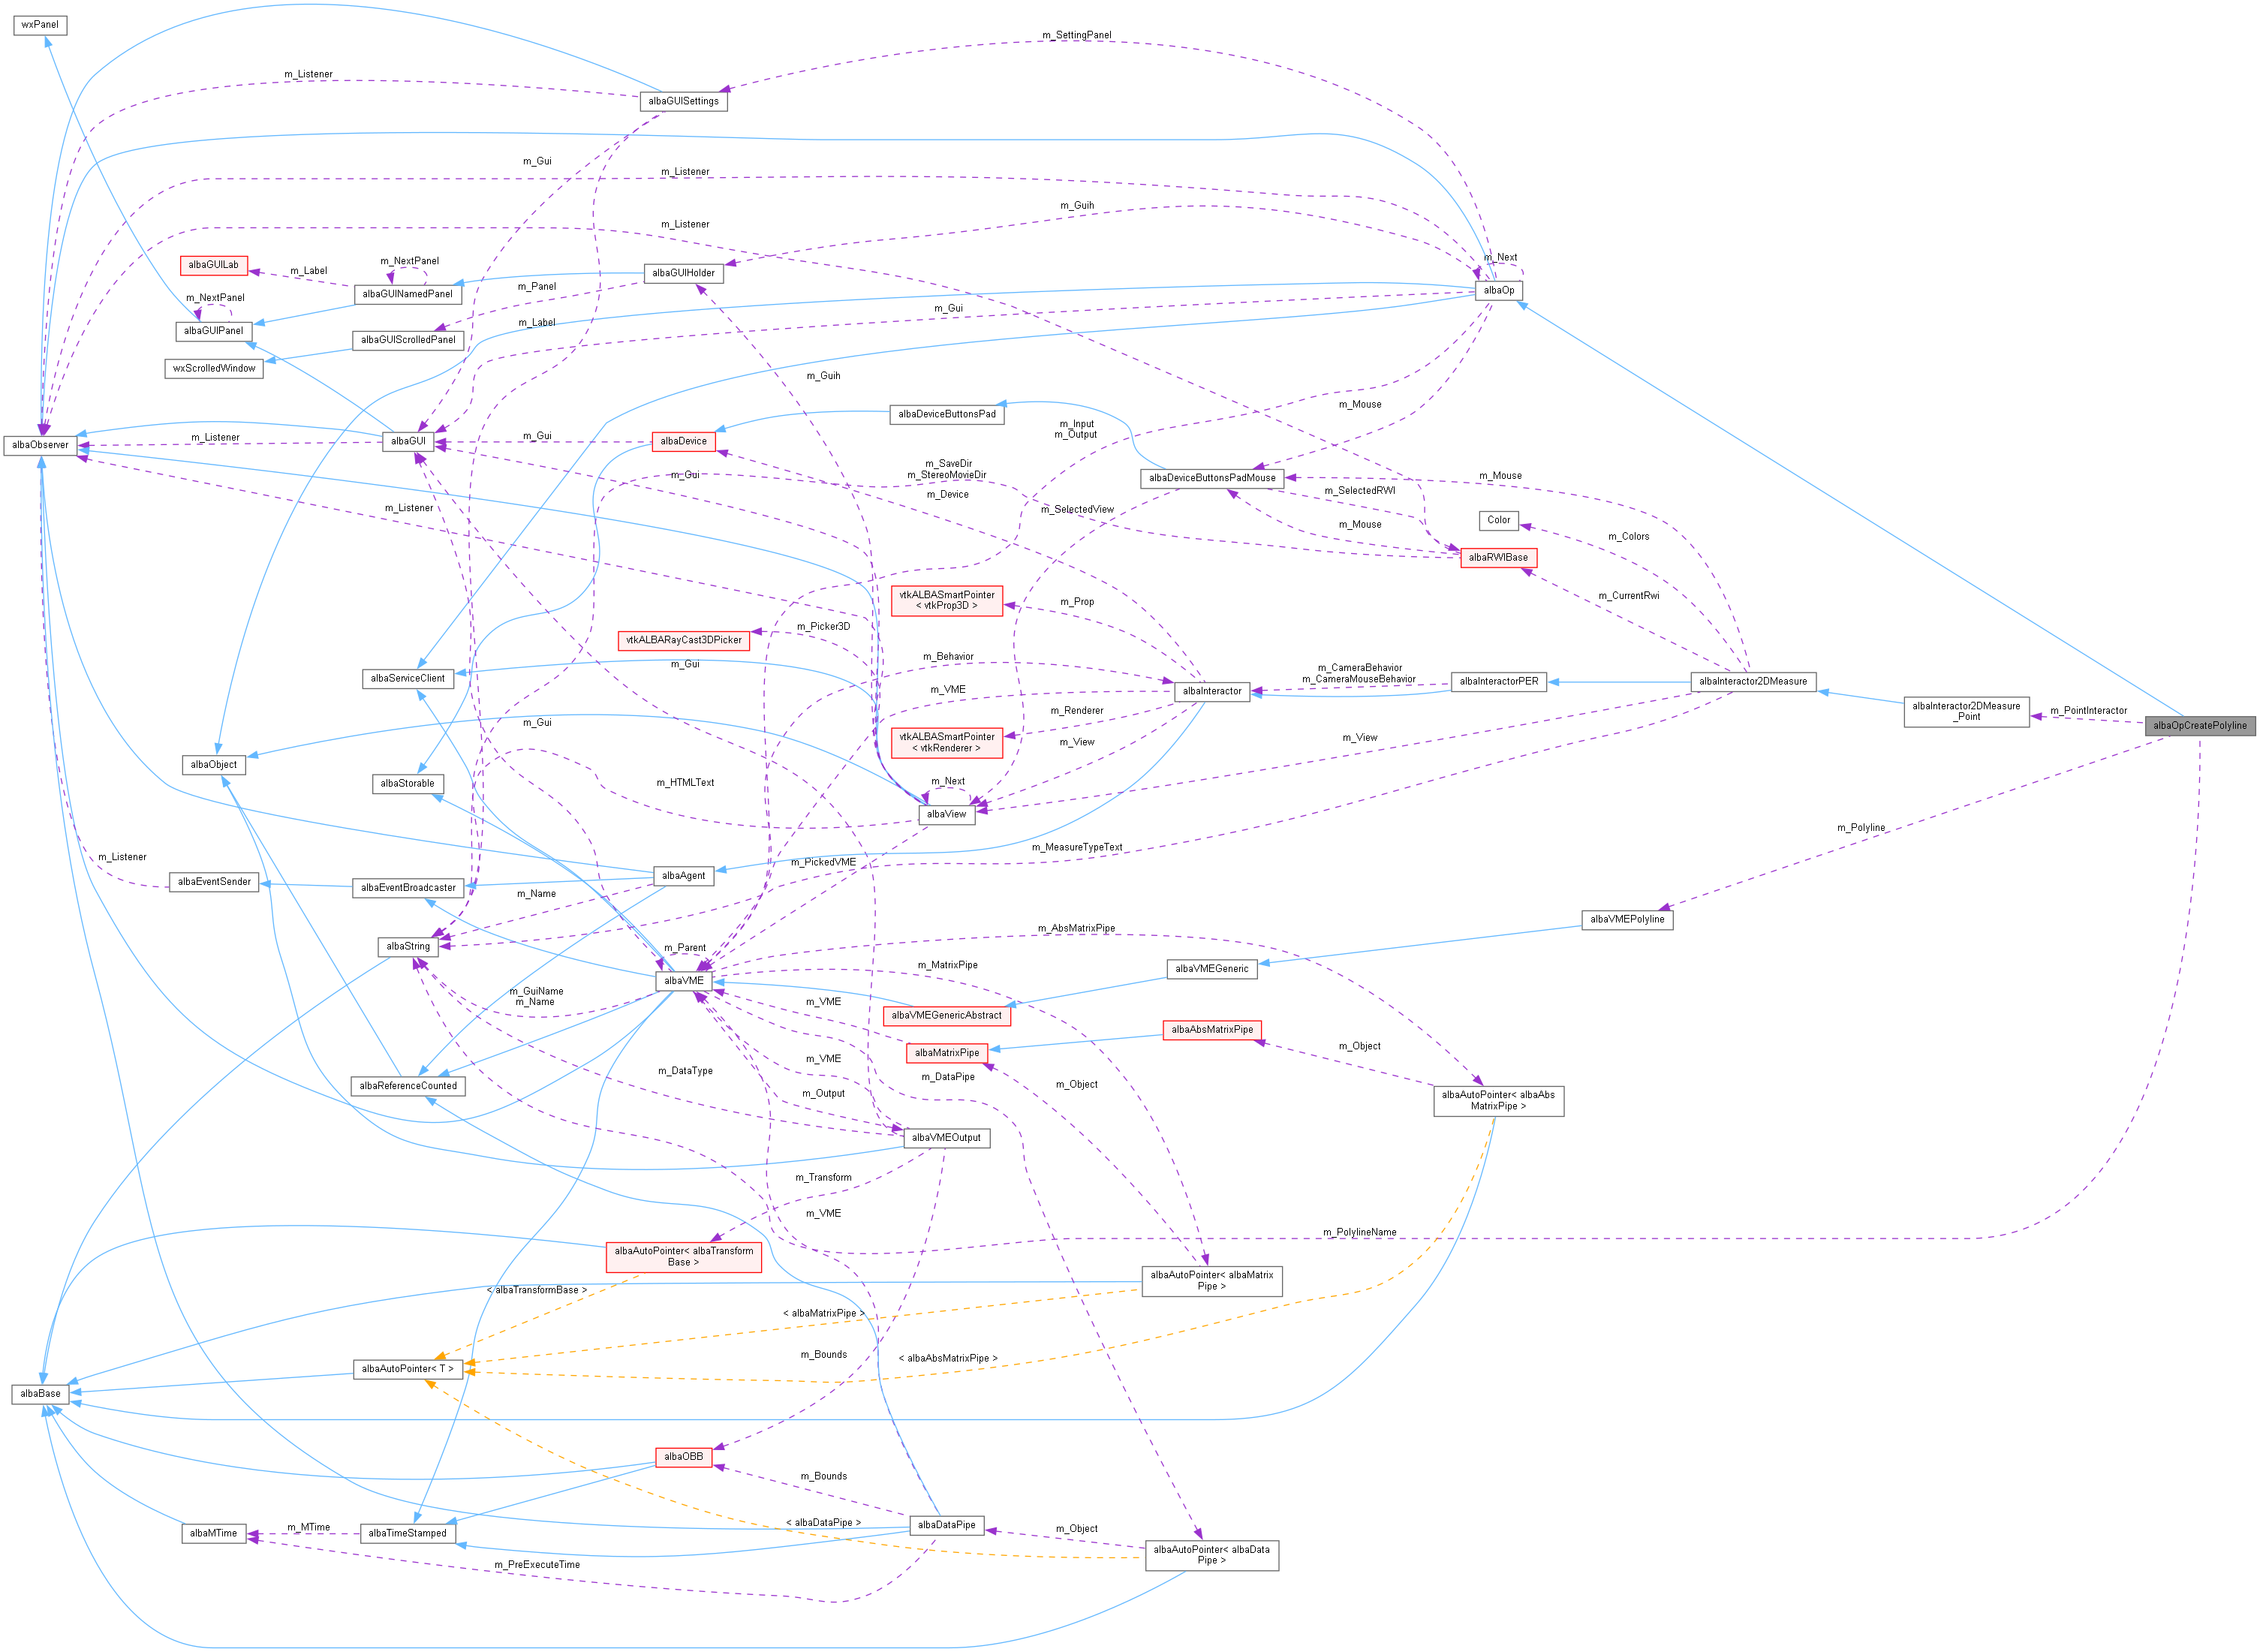 wxPanel
m_SettingPanel
m_Listener
albaGUISettings
m_Gui
m_Listener
m_Guih
m_Listener
albaGUILab
m_Label
m_NextPanel
albaGUIHolder
m_Next
albaOp
albaGUINamedPanel
m_Panel
m_NextPanel
albaGUIPanel
m_Label
m_Gui
albaGUIScrolledPanel
wxScrolledWindow
m_Guih
m_Mouse
albaDeviceButtonsPad
m_Input
m_Output
albaObserver
m_Listener
albaGUI
m_Gui
albaDevice
m_SaveDir
m_StereoMovieDir
m_Gui
m_Device
albaDeviceButtonsPadMouse
m_Mouse
m_SelectedRWI
m_Listener
m_SelectedView
m_Mouse
Color
m_Colors
albaRWIBase
vtkALBASmartPointer
< vtkProp3D >
m_Prop
m_CurrentRwi
vtkALBARayCast3DPicker
m_Picker3D
m_Behavior
m_Gui
albaServiceClient
m_CameraBehavior
m_CameraMouseBehavior
albaInteractorPER
albaInteractor2DMeasure
m_VME
albaInteractor
albaInteractor2DMeasure
_Point
m_PointInteractor
albaOpCreatePolyline
m_Renderer
vtkALBASmartPointer
< vtkRenderer >
m_Gui
m_View
m_View
albaObject
albaStorable
m_HTMLText
m_Next
albaView
m_Polyline
m_MeasureTypeText
m_Listener
m_PickedVME
albaEventSender
albaEventBroadcaster
albaAgent
m_Name
albaVMEPolyline
m_AbsMatrixPipe
albaString
m_Parent
m_MatrixPipe
albaVMEGeneric
albaVME
m_GuiName
m_Name
m_VME
albaVMEGenericAbstract
albaAbsMatrixPipe
albaMatrixPipe
m_Object
m_VME
m_DataType
m_DataPipe
m_Object
albaReferenceCounted
m_Output
albaAutoPointer< albaAbs
MatrixPipe >
albaVMEOutput
m_Transform
m_VME
m_PolylineName
albaAutoPointer< albaTransform
Base >
albaAutoPointer< albaMatrix
Pipe >
< albaTransformBase >
< albaMatrixPipe >
m_Bounds
< albaAbsMatrixPipe >
albaAutoPointer< T >
albaBase
albaOBB
m_Bounds
albaMTime
m_MTime
albaTimeStamped
< albaDataPipe >
albaDataPipe
m_Object
albaAutoPointer< albaData
Pipe >
m_PreExecuteTime